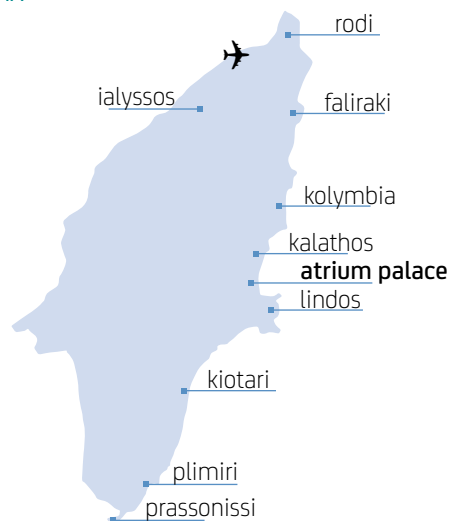 rodi
ialyssos
faliraki
kolymbia
kalathos
atrium palace
lindos
kiotari
plimiri
prassonissi